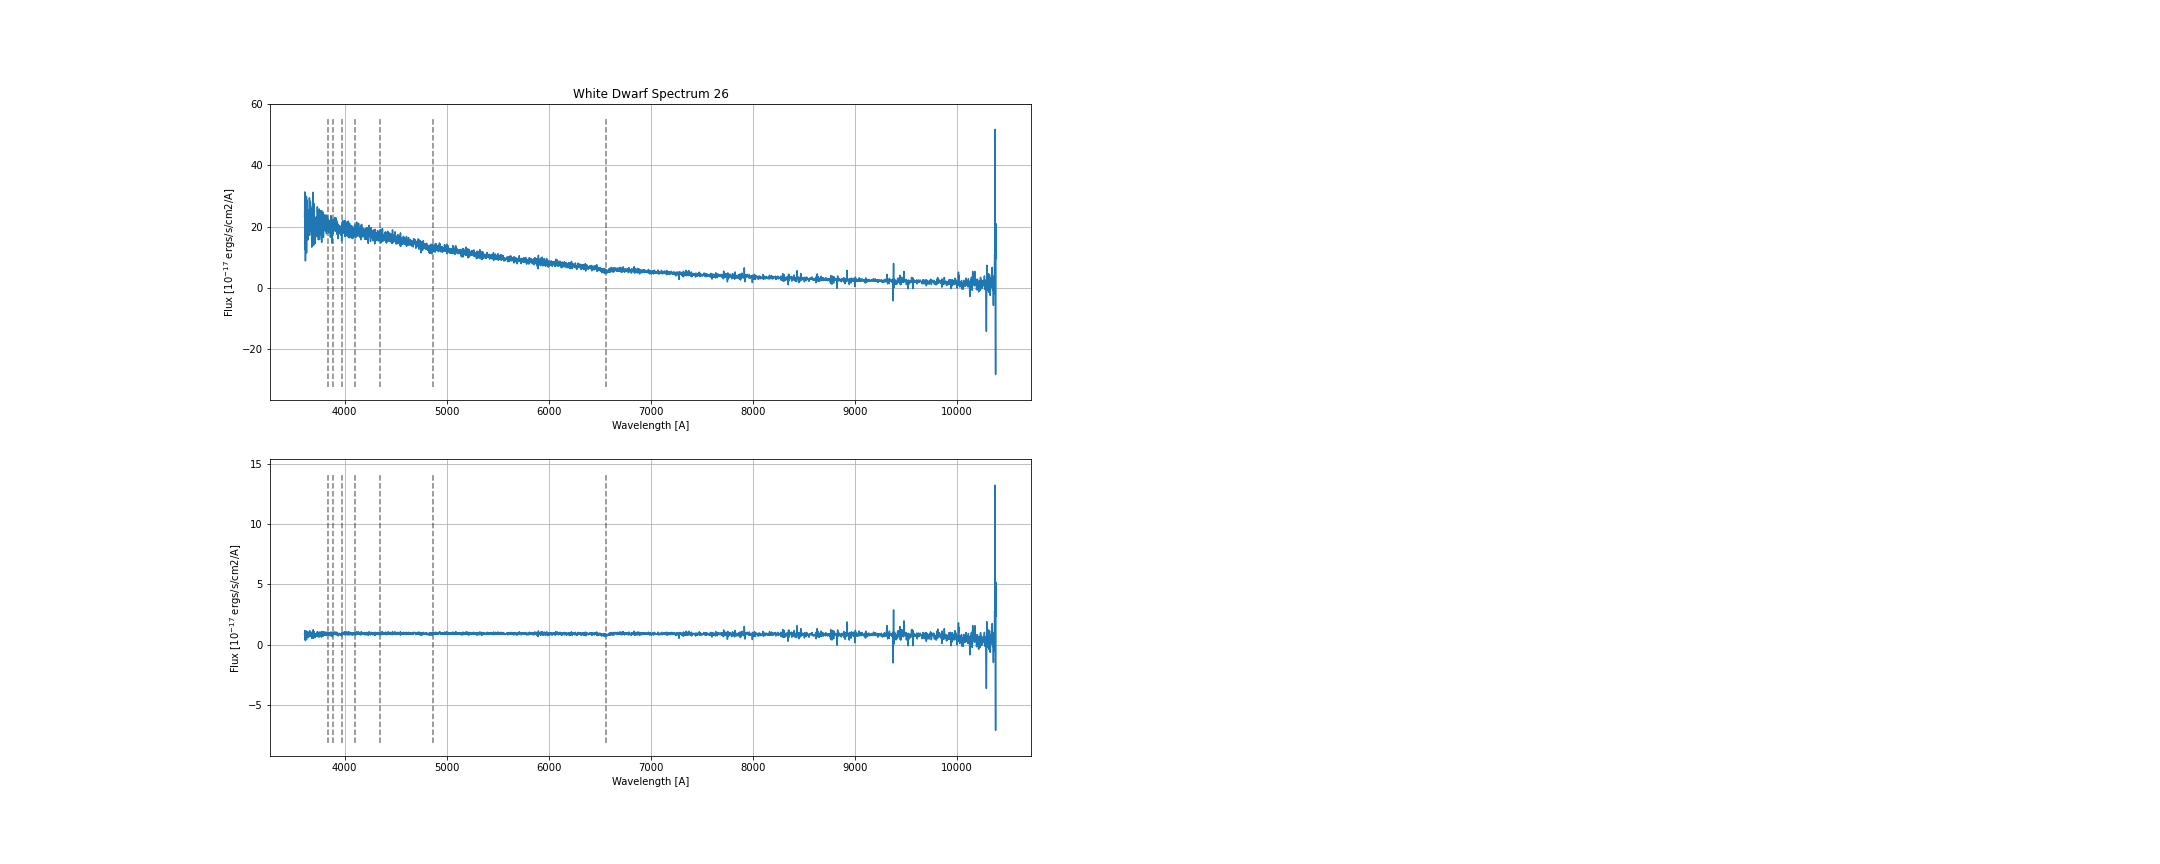 White Dwarf Spectrum 26
60
40
20
0
−20
Flux [10⁻¹⁷ ergs/s/cm2/A]
4000 5000 6000 7000 8000 9000 10000
Wavelength [A]
15
10
5
0
−5
Flux [10⁻¹⁷ ergs/s/cm2/A]
4000 5000 6000 7000 8000 9000 10000
Wavelength [A]